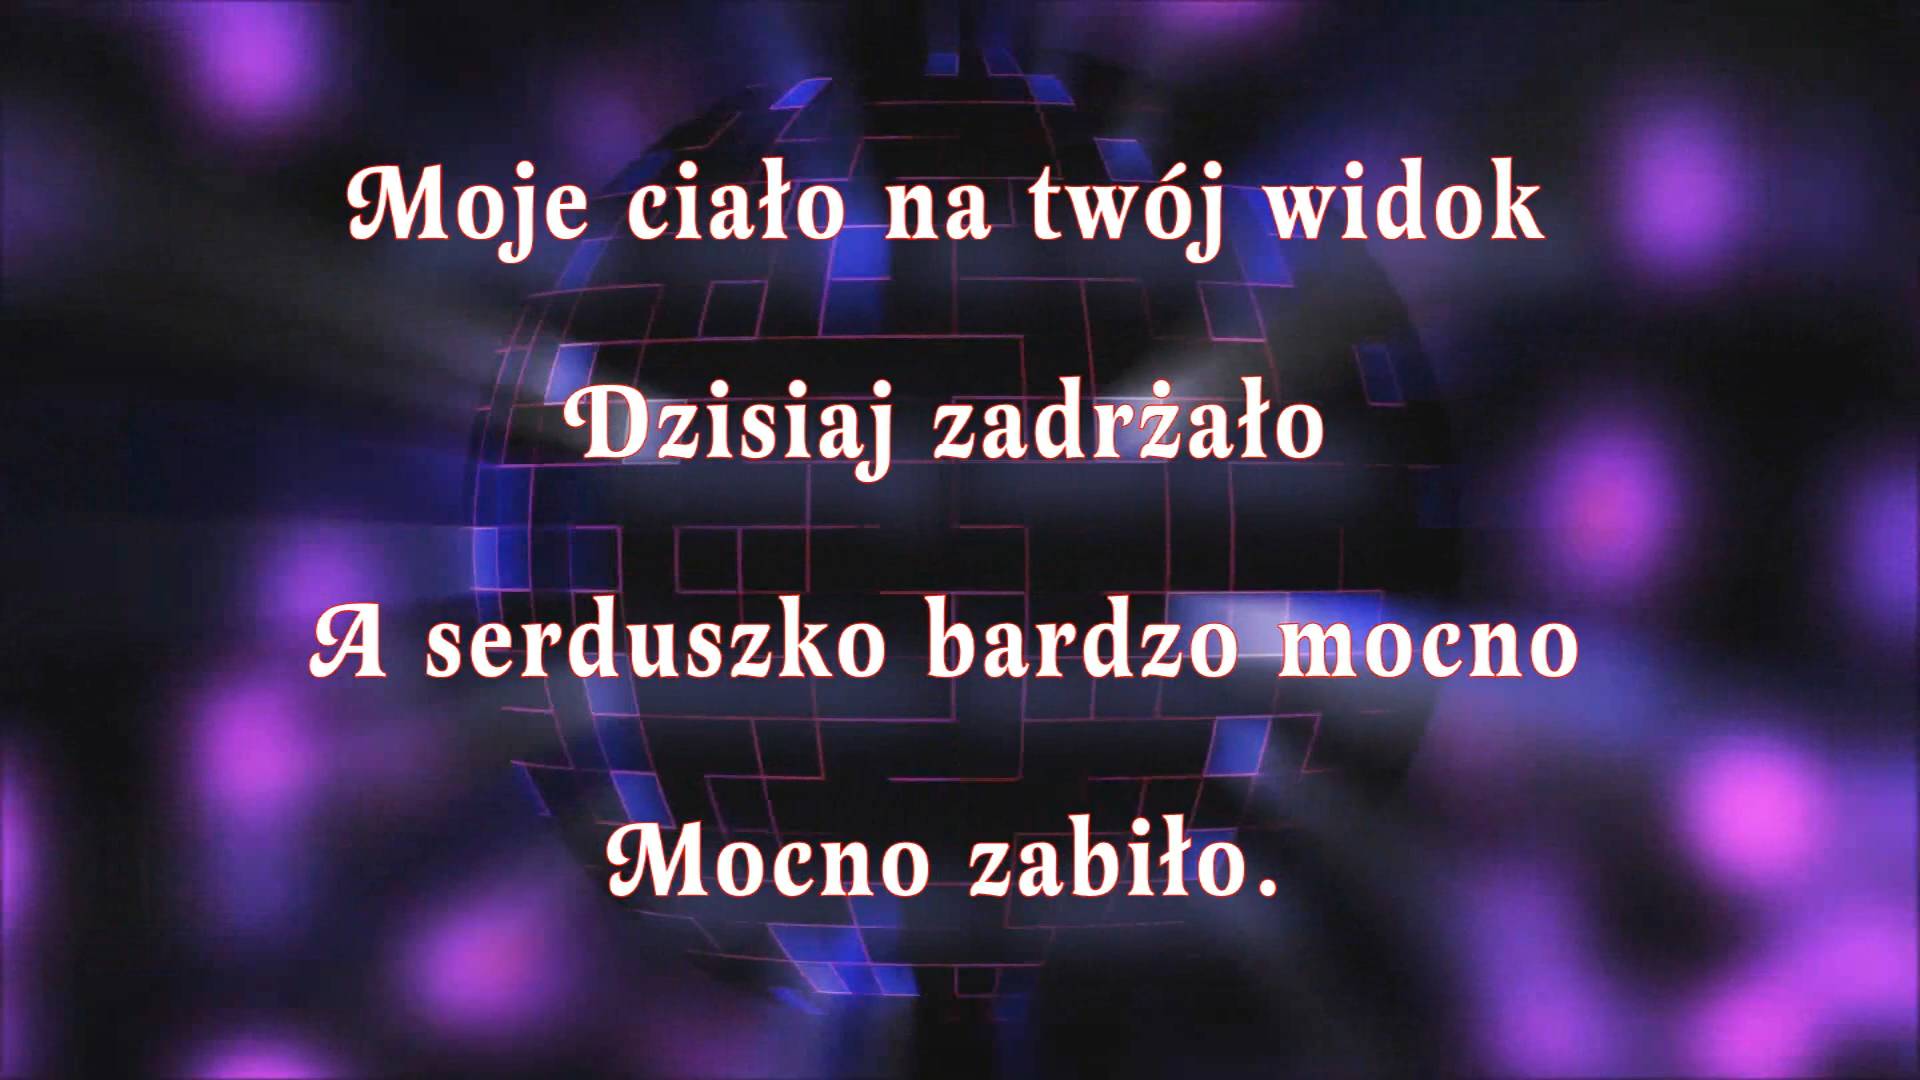 Moje ciało na twój widok
Dzisiaj zadrżało
A serduszko bardzo mocno
Mocno zabiło.